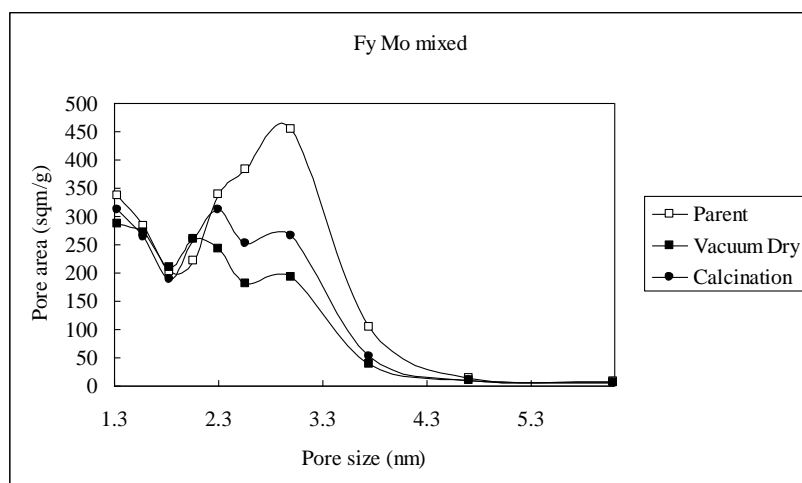 Fy Mo mixed
500
450
400
350
300
250
200
150
100
50
0
Pore area (sqm/g)
1.3 2.3 3.3 4.3 5.3
Pore size (nm)
Parent
Vacuum Dry
Calcination